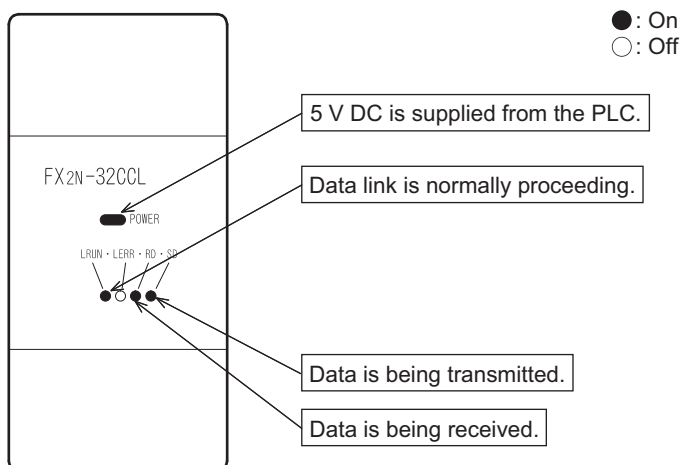 ●: On
○: Off
5 V DC is supplied from the PLC.
FX2N-32CCL
Data link is normally proceeding.
POWER
LRUN・LERR・RD・SD
Data is being transmitted.
Data is being received.